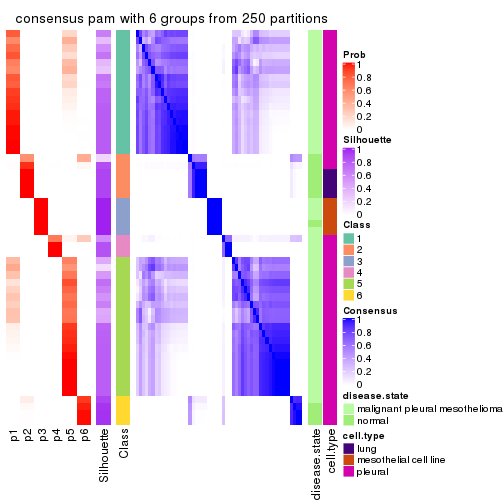 consensus pam with 6 groups from 250 partitions
Prob
1
0.8
0.6
0.4
0.2
0
Silhouette
1
0.8
0.6
0.4
0.2
0
Class
1
2
3
4
5
6
Consensus
1
0.8
0.6
0.4
0.2
0
disease.state
malignant pleural mesothelioma
normal
cell.type
lung
mesothelial cell line
pleural
p1
p2
p3
p4
p5
p6
Silhouette
Class
disease.state
cell.type